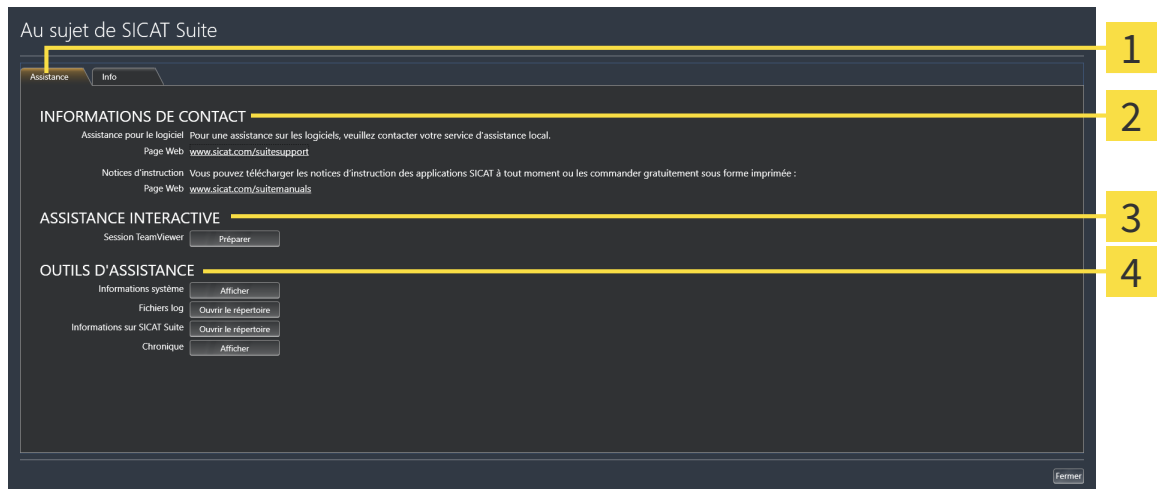 Au sujet de SICAT Suite
1
Assistance
Info
INFORMATIONS DE CONTACT
2
Assistance pour le logiciel Pour une assistance sur les logiciels, veuillez contacter votre service d'assistance local.
Page Web www.sicat.com/suitesupport
Notices d'instruction Vous pouvez télécharger les notices d'instruction des applications SICAT à tout moment ou les commander gratuitement sous forme imprimée :
Page Web www.sicat.com/suitemanuals
ASSISTANCE INTERACTIVE
3
Session TeamViewer Préparer
OUTILS D'ASSISTANCE
4
Informations système Afficher
Fichiers log Ouvrir le répertoire
Informations sur SICAT Suite Ouvrir le répertoire
Chronique Afficher
Fermer